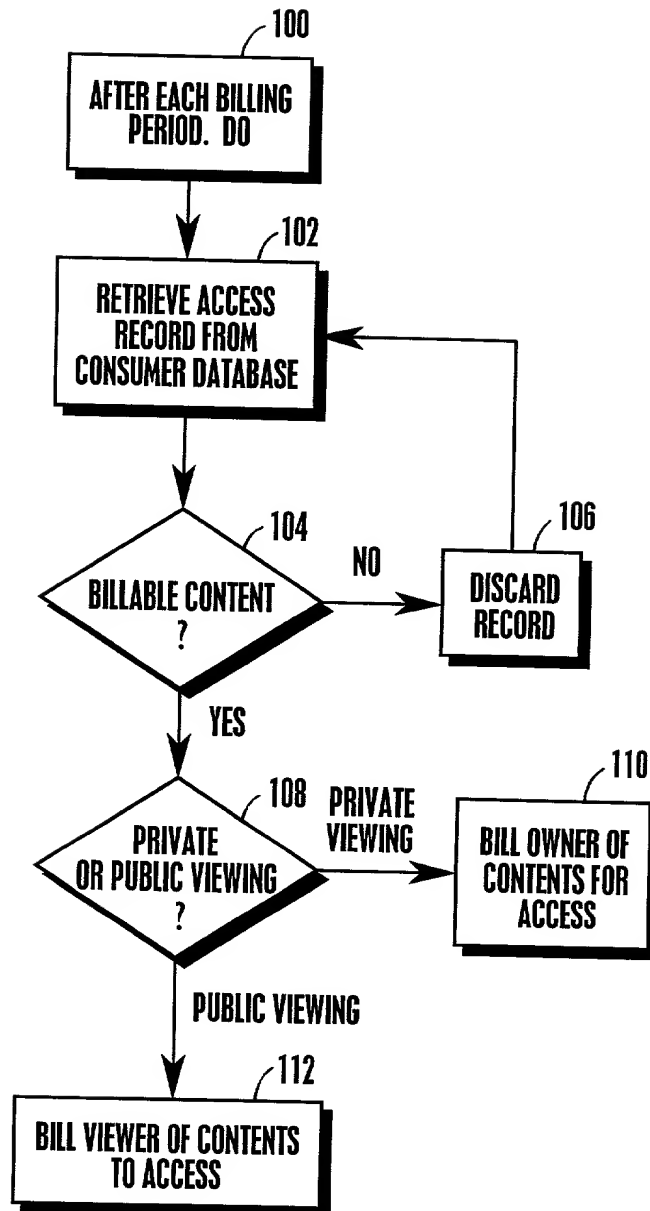 100
AFTER EACH BILLING
PERIOD. DO
102
RETRIEVE ACCESS
RECORD FROM
CONSUMER DATABASE
104
BILLABLE CONTENT
?
NO
106
DISCARD
RECORD
YES
108
PRIVATE
OR PUBLIC VIEWING
?
PRIVATE
VIEWING
110
BILL OWNER OF
CONTENTS FOR
ACCESS
PUBLIC VIEWING
112
BILL VIEWER OF CONTENTS
TO ACCESS